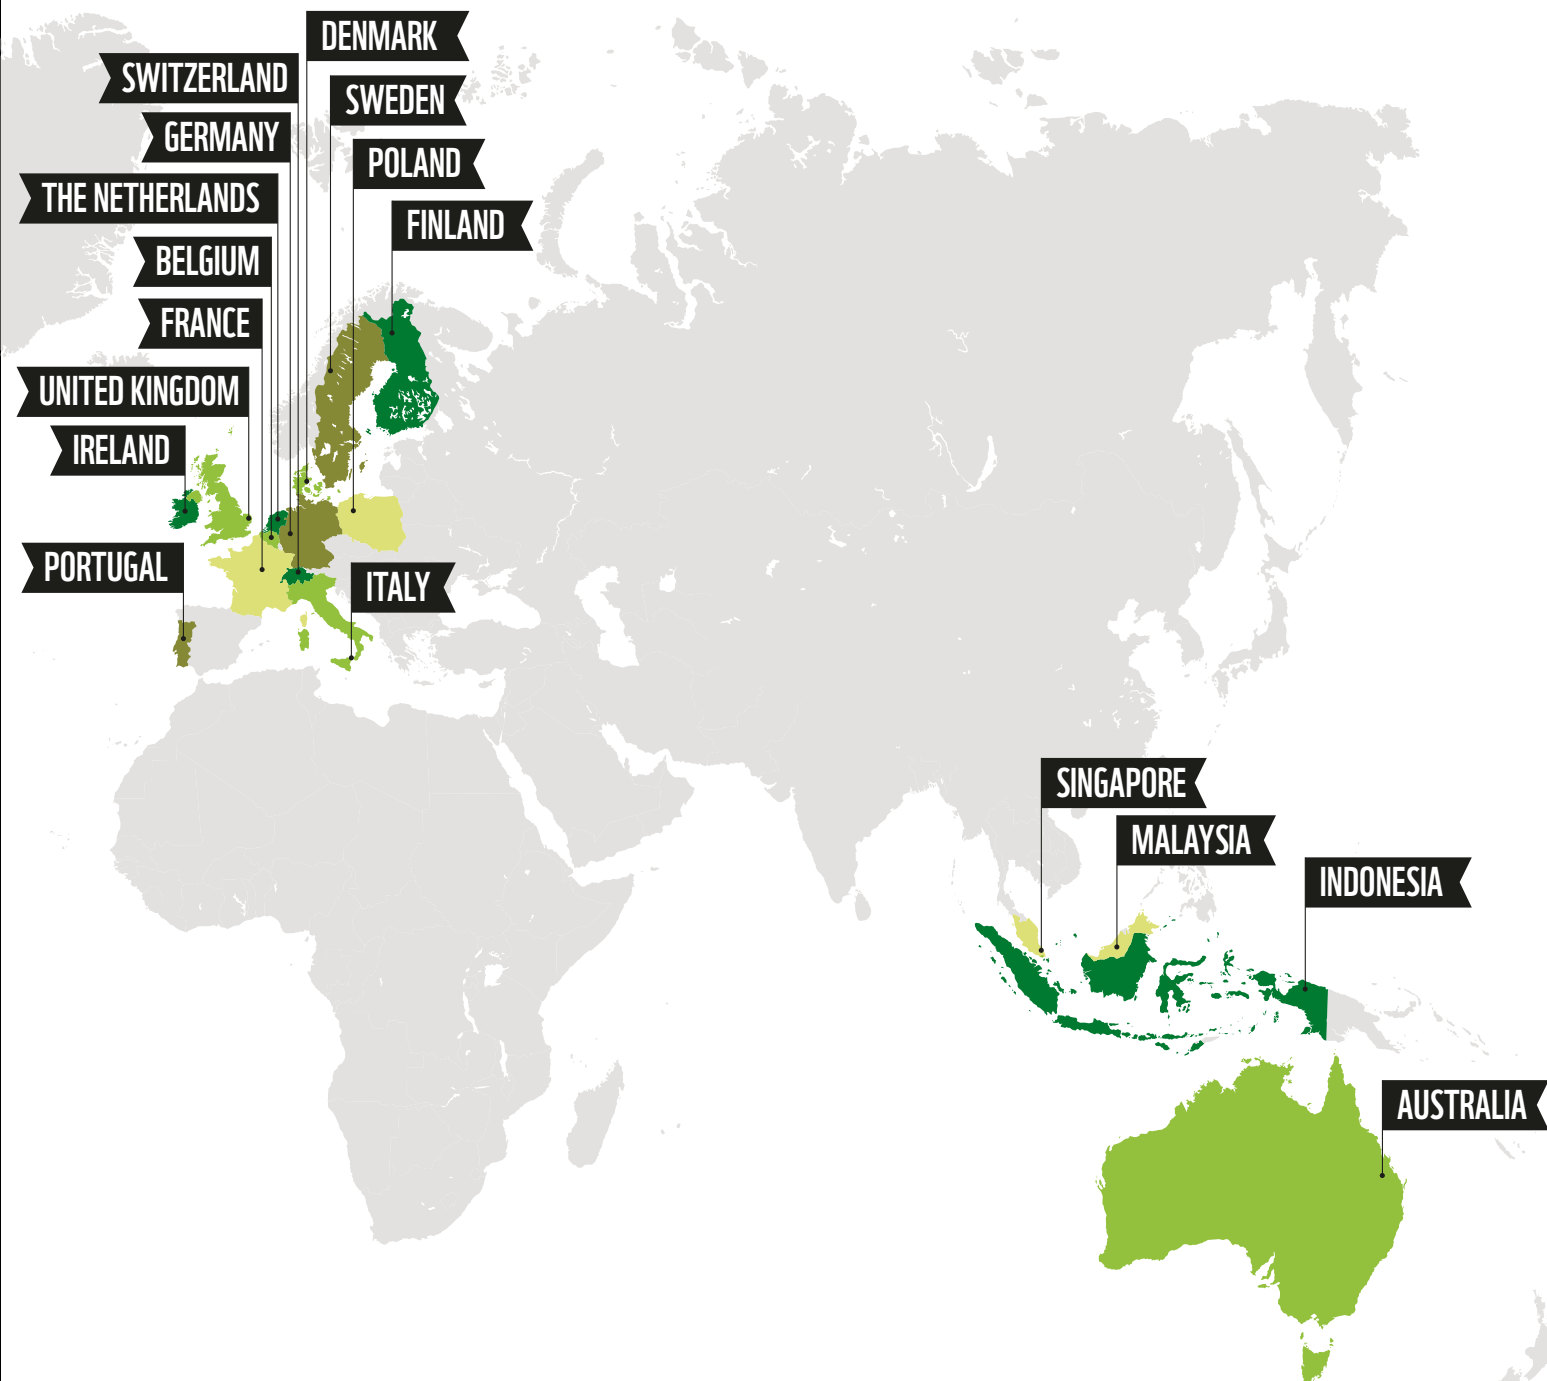 DENMARK
SWITZERLAND
SWEDEN
GERMANY
POLAND
THE NETHERLANDS
FINLAND
BELGIUM
FRANCE
UNITED KINGDOM
IRELAND
PORTUGAL
ITALY
SINGAPORE
MALAYSIA
INDONESIA
AUSTRALIA